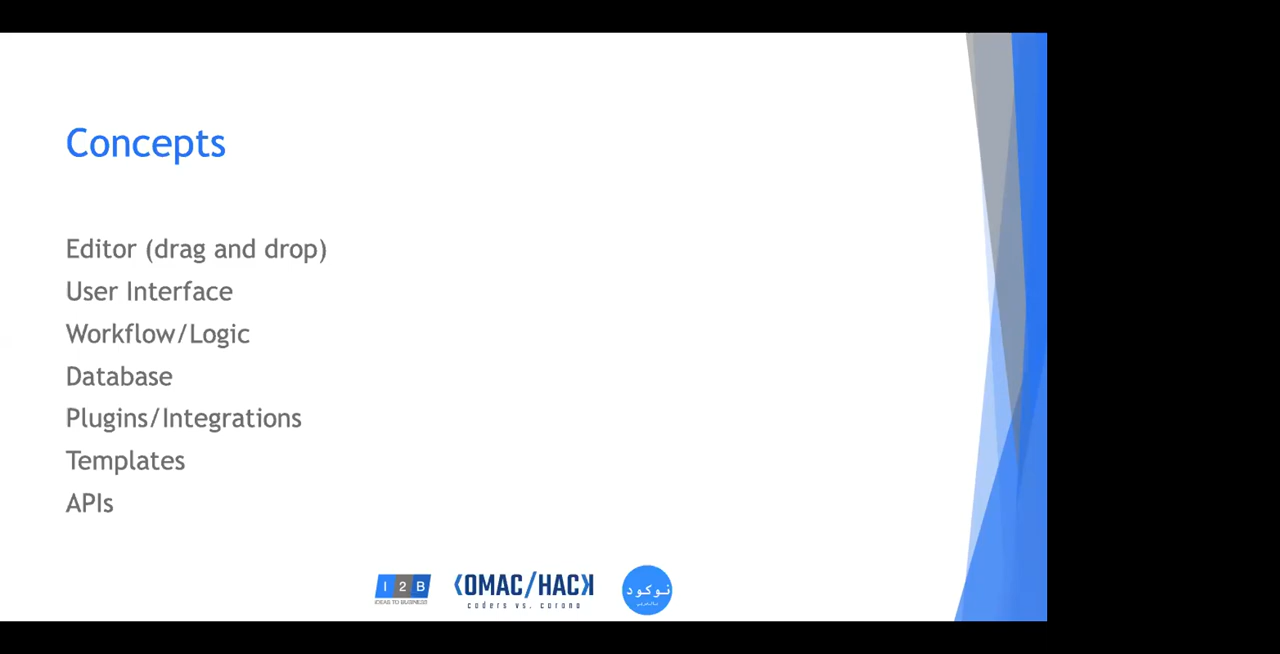 Concepts
Editor (drag and drop)
User Interface
Workflow/Logic
Database
Plugins/Integrations
Templates
APIs
I 2 B
IDEAS TO BUSINESS
COMAC/HACK
coders vs. corona
نوكود